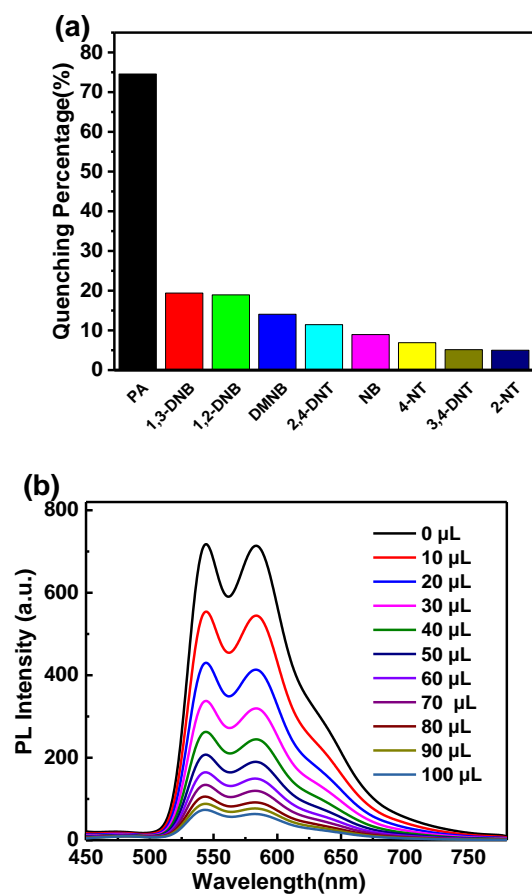 (a)
Quenching Percentage(%)
80
70
60
50
40
30
20
10
0
PA
1,3-DNB
1,2-DNB
DMNB
2,4-DNT
NB
4-NT
3,4-DNT
2-NT
(b)
PL Intensity (a.u.)
800
600
400
200
0
0 µL
10 µL
20 µL
30 µL
40 µL
50 µL
60 µL
70 µL
80 µL
90 µL
100 µL
450 500 550 600 650 700 750
Wavelength(nm)